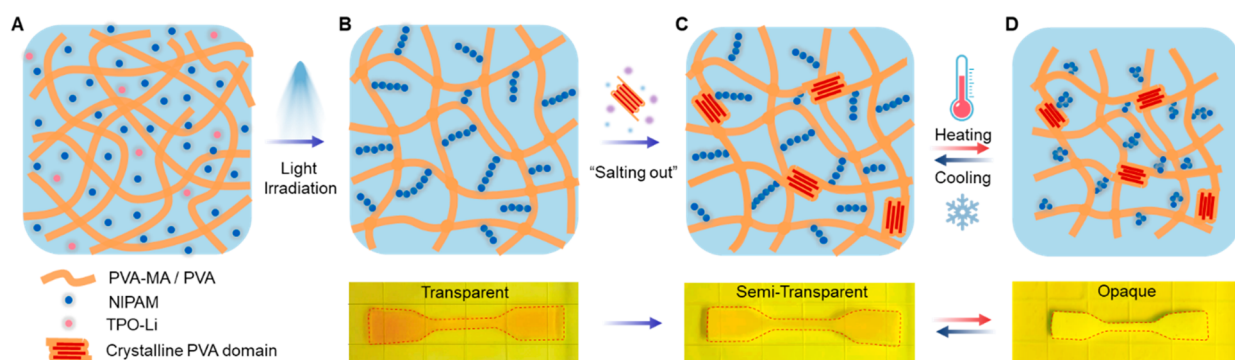 A
B
C
D
Light
Irradiation
“Salting out”
Heating
Cooling
PVA-MA / PVA
NIPAM
TPO-Li
Crystalline PVA domain
Transparent
Semi-Transparent
Opaque